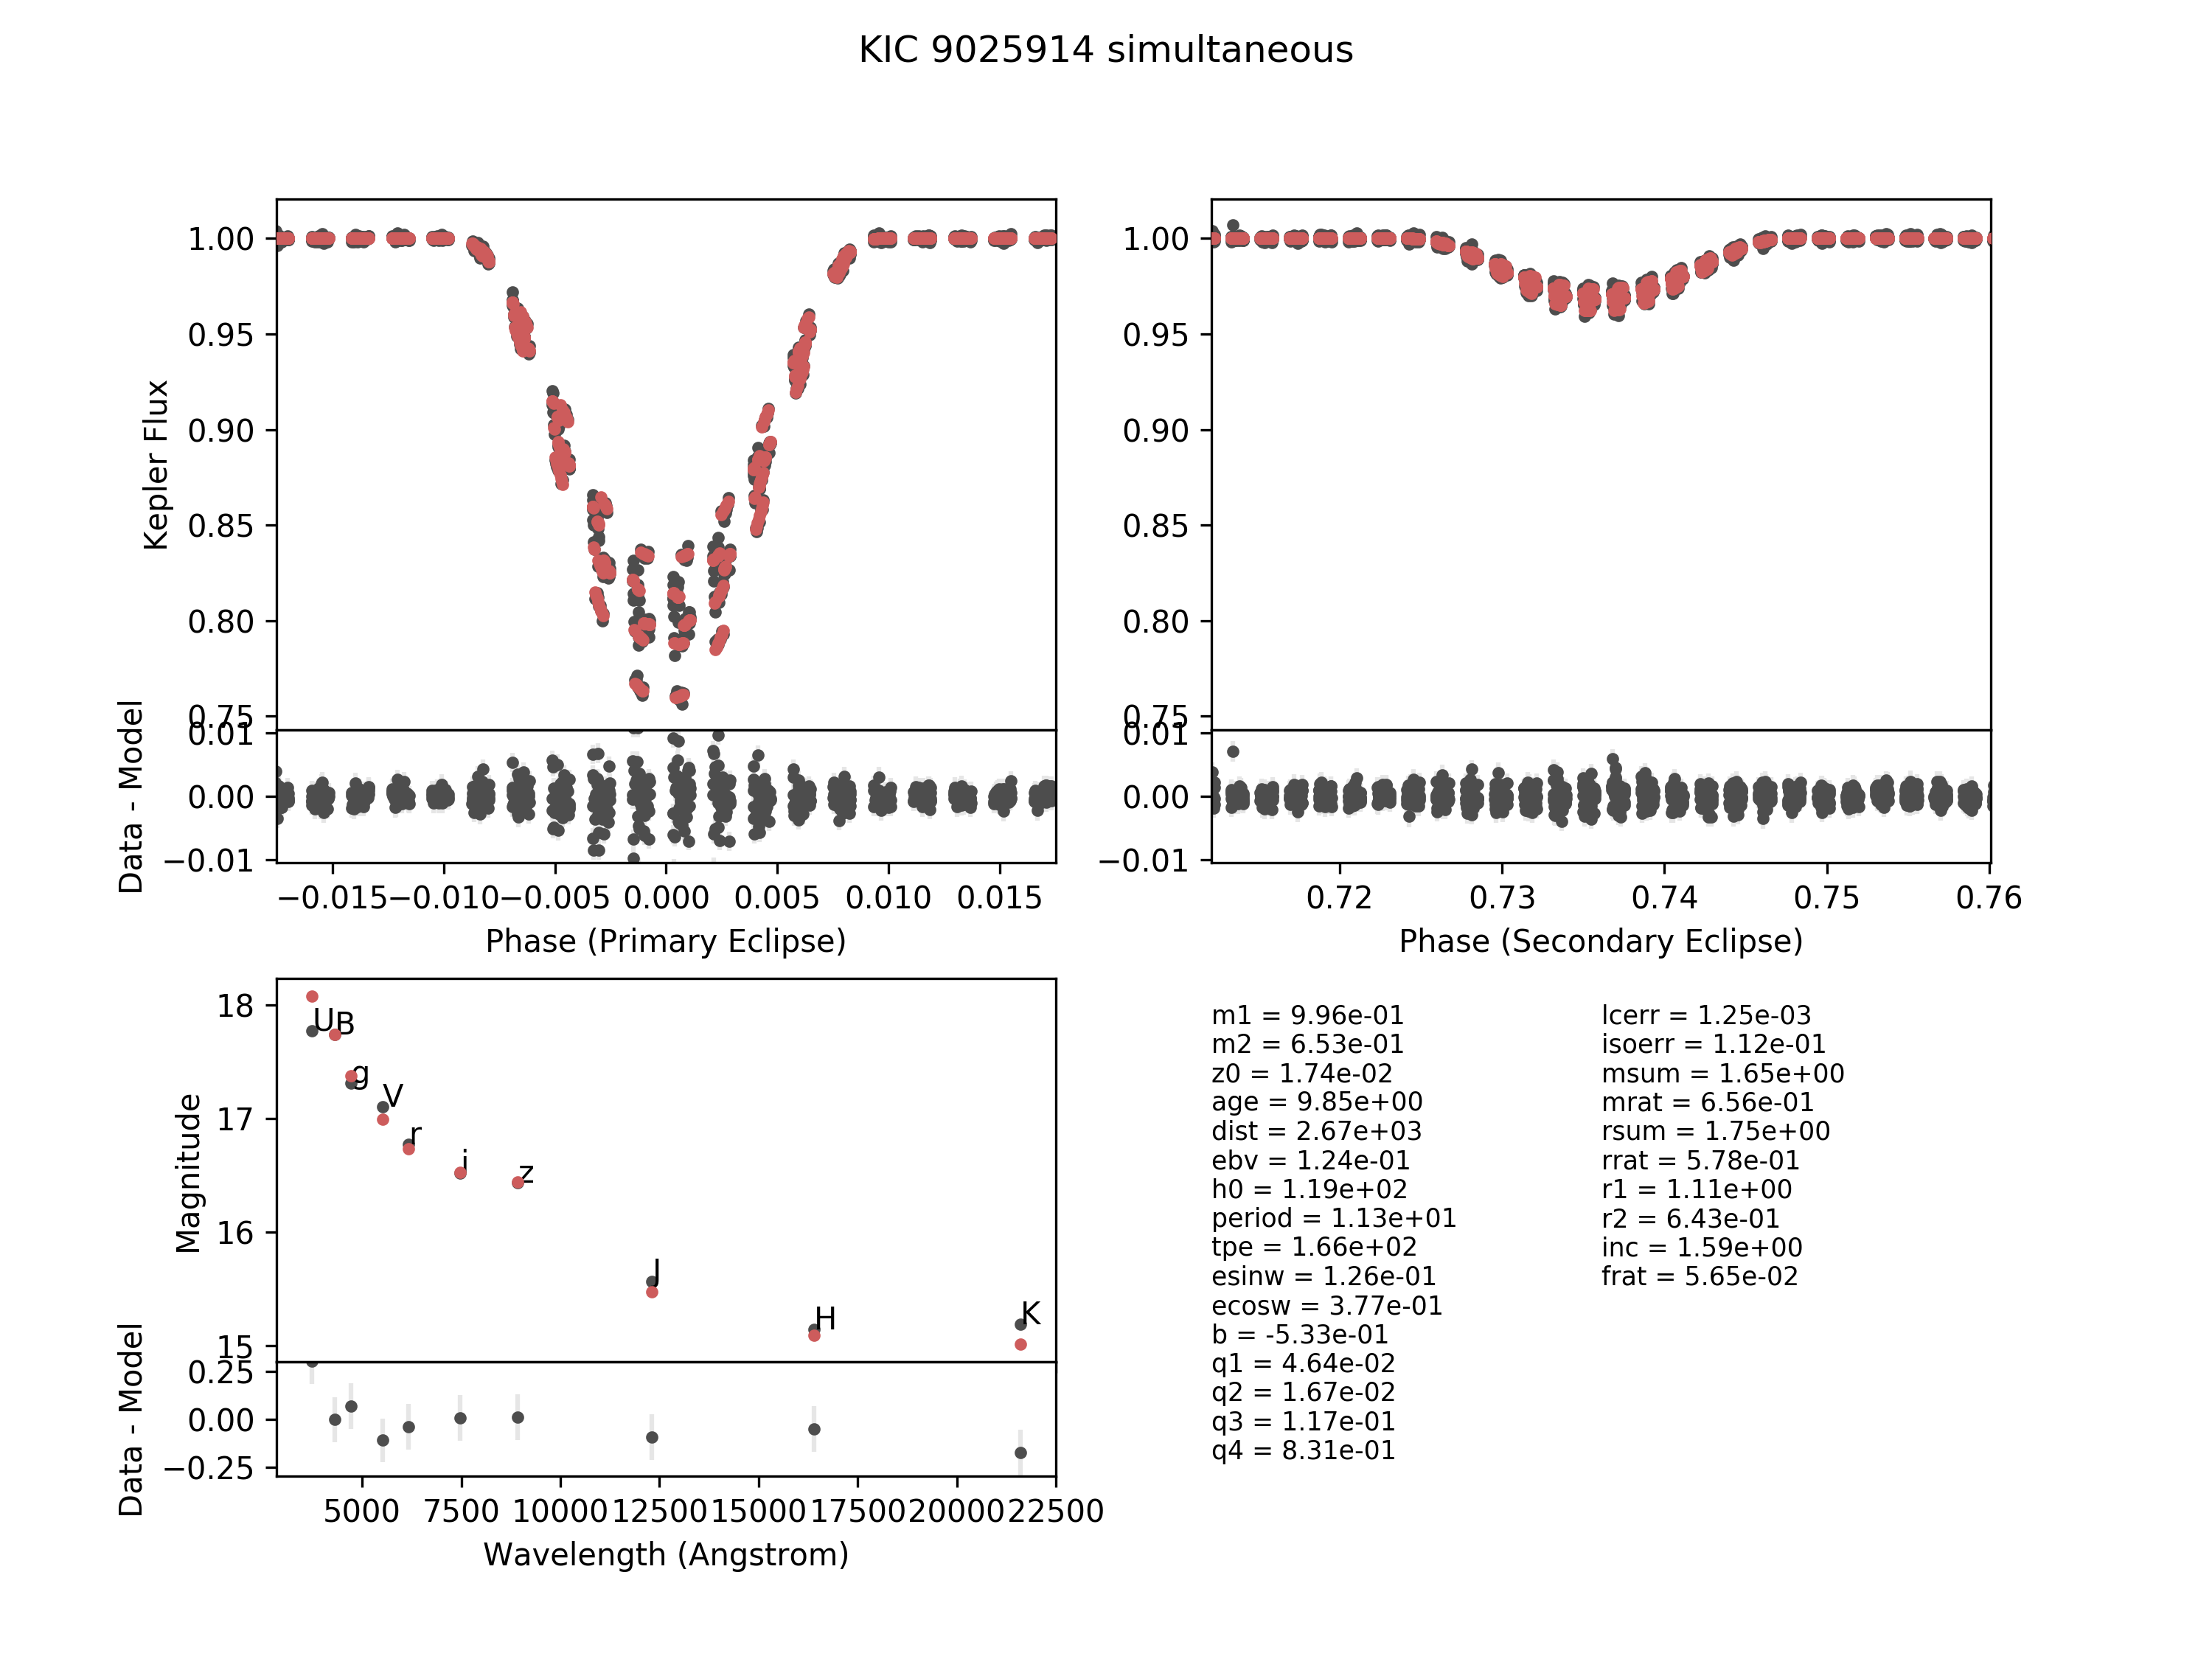 KIC 9025914 simultaneous
Kepler Flux
1.00
0.95
0.90
0.85
0.80
0.75
Data - Model
0.01
0.00
−0.01
−0.015
−0.010
−0.005
0.000
0.005
0.010
0.015
Phase (Primary Eclipse)
1.00
0.95
0.90
0.85
0.80
0.75
0.01
0.00
−0.01
0.72
0.73
0.74
0.75
0.76
Phase (Secondary Eclipse)
Magnitude
18
17
16
15
U
B
g
V
r
i
z
J
H
K
Data - Model
0.25
0.00
−0.25
5000
7500
10000
12500
15000
17500
20000
22500
Wavelength (Angstrom)
m1 = 9.96e-01
m2 = 6.53e-01
z0 = 1.74e-02
age = 9.85e+00
dist = 2.67e+03
ebv = 1.24e-01
h0 = 1.19e+02
period = 1.13e+01
tpe = 1.66e+02
esinw = 1.26e-01
ecosw = 3.77e-01
b = -5.33e-01
q1 = 4.64e-02
q2 = 1.67e-02
q3 = 1.17e-01
q4 = 8.31e-01
lcerr = 1.25e-03
isoerr = 1.12e-01
msum = 1.65e+00
mrat = 6.56e-01
rsum = 1.75e+00
rrat = 5.78e-01
r1 = 1.11e+00
r2 = 6.43e-01
inc = 1.59e+00
frat = 5.65e-02